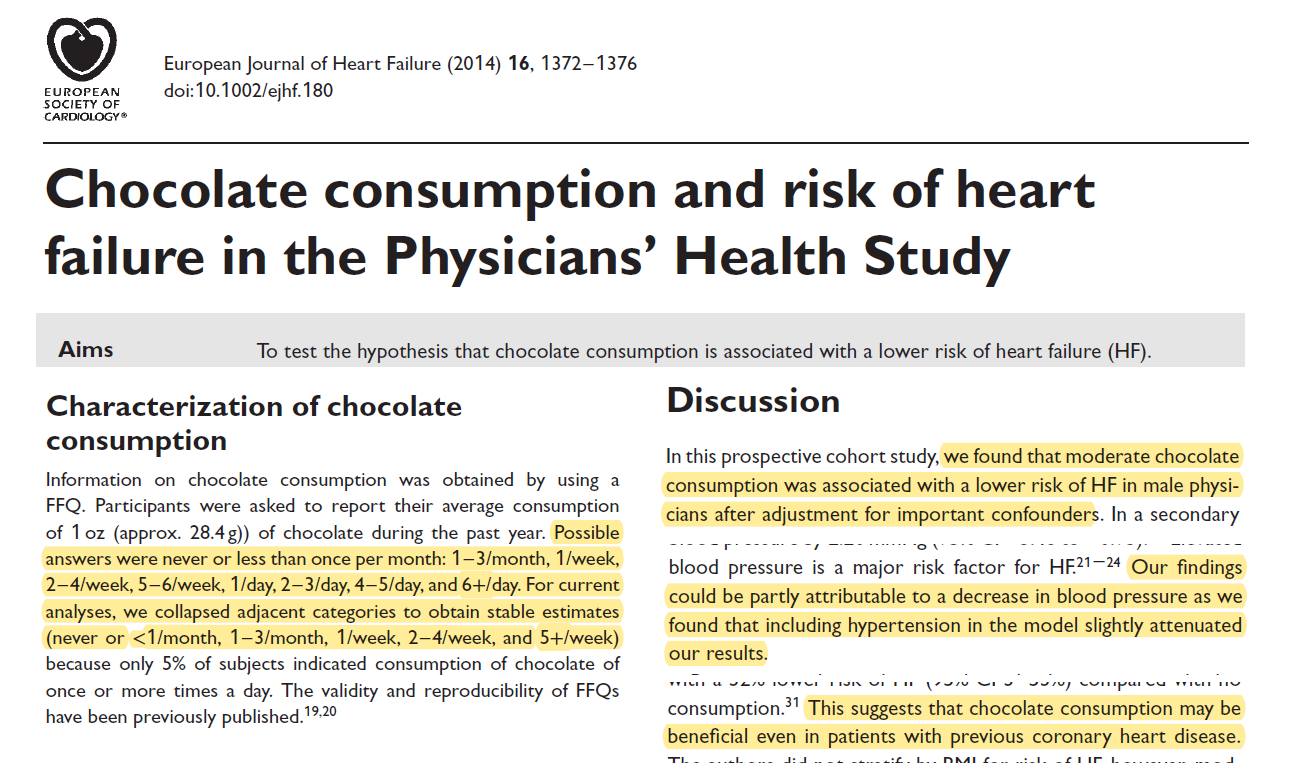 EUROPEAN
SOCIETY OF
CARDIOLOGY®
European Journal of Heart Failure (2014) 16, 1372–1376
doi:10.1002/ejhf.180
Chocolate consumption and risk of heart
failure in the Physicians’ Health Study
Aims To test the hypothesis that chocolate consumption is associated with a lower risk of heart failure (HF).
Characterization of chocolate
consumption
Information on chocolate consumption was obtained by using a
FFQ. Participants were asked to report their average consumption
of 1 oz (approx. 28.4 g)) of chocolate during the past year. Possible
answers were never or less than once per month: 1–3/month, 1/week,
2–4/week, 5–6/week, 1/day, 2–3/day, 4–5/day, and 6+/day. For current
analyses, we collapsed adjacent categories to obtain stable estimates
(never or <1/month, 1–3/month, 1/week, 2–4/week, and 5+/week)
because only 5% of subjects indicated consumption of chocolate of
once or more times a day. The validity and reproducibility of FFQs
have been previously published.19,20
Discussion
In this prospective cohort study, we found that moderate chocolate
consumption was associated with a lower risk of HF in male physi-
cians after adjustment for important confounders. In a secondary
blood pressure is a major risk factor for HF.21–24 Our findings
could be partly attributable to a decrease in blood pressure as we
found that including hypertension in the model slightly attenuated
our results.
consumption.31 This suggests that chocolate consumption may be
beneficial even in patients with previous coronary heart disease.